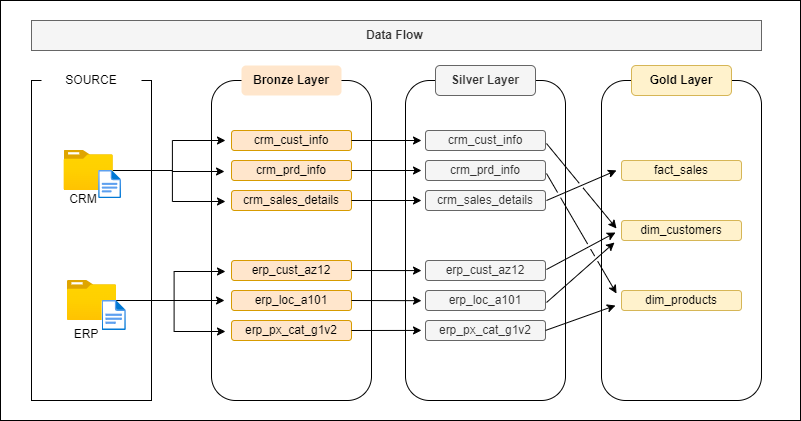 Data Flow
SOURCE
Bronze Layer
Silver Layer
Gold Layer
CRM
crm_cust_info
crm_prd_info
crm_sales_details
crm_cust_info
crm_prd_info
crm_sales_details
fact_sales
dim_customers
dim_products
ERP
erp_cust_az12
erp_loc_a101
erp_px_cat_g1v2
erp_cust_az12
erp_loc_a101
erp_px_cat_g1v2